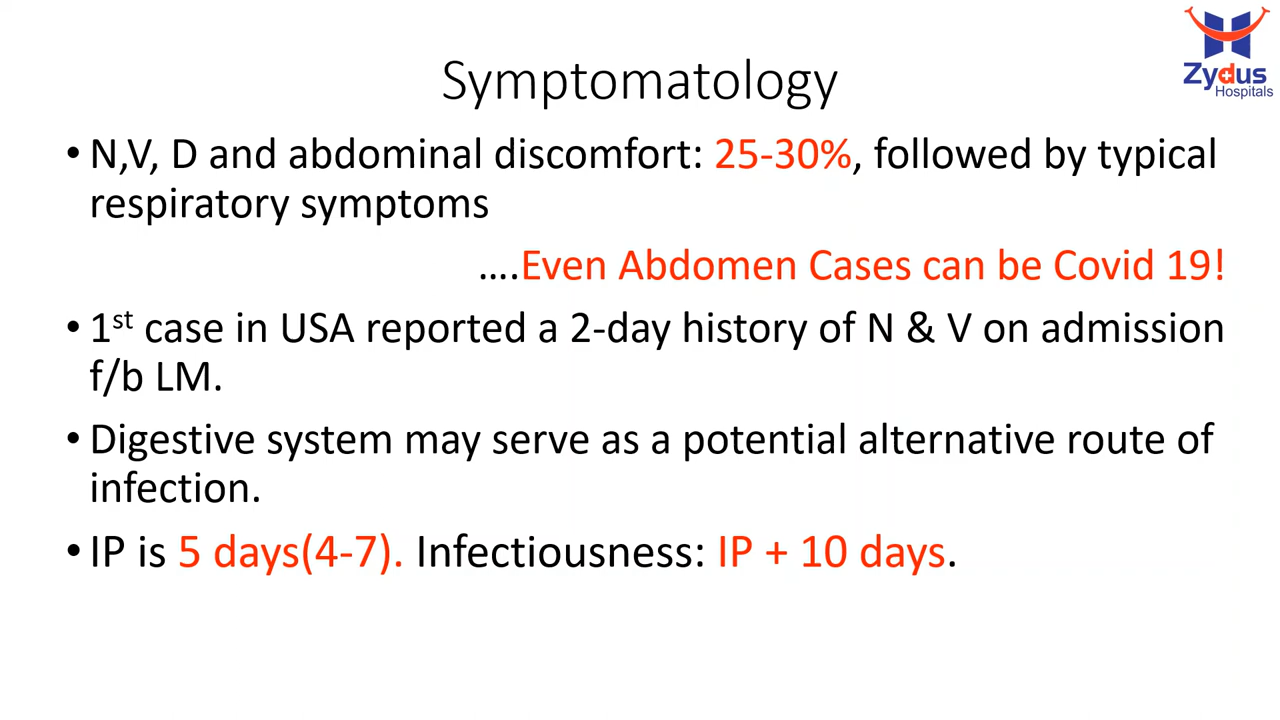 Zydus
Hospitals
Symptomatology
• N,V, D and abdominal discomfort: 25-30%, followed by typical
respiratory symptoms
....Even Abdomen Cases can be Covid 19!
• 1st case in USA reported a 2-day history of N & V on admission
f/b LM.
• Digestive system may serve as a potential alternative route of
infection.
• IP is 5 days(4-7). Infectiousness: IP + 10 days.